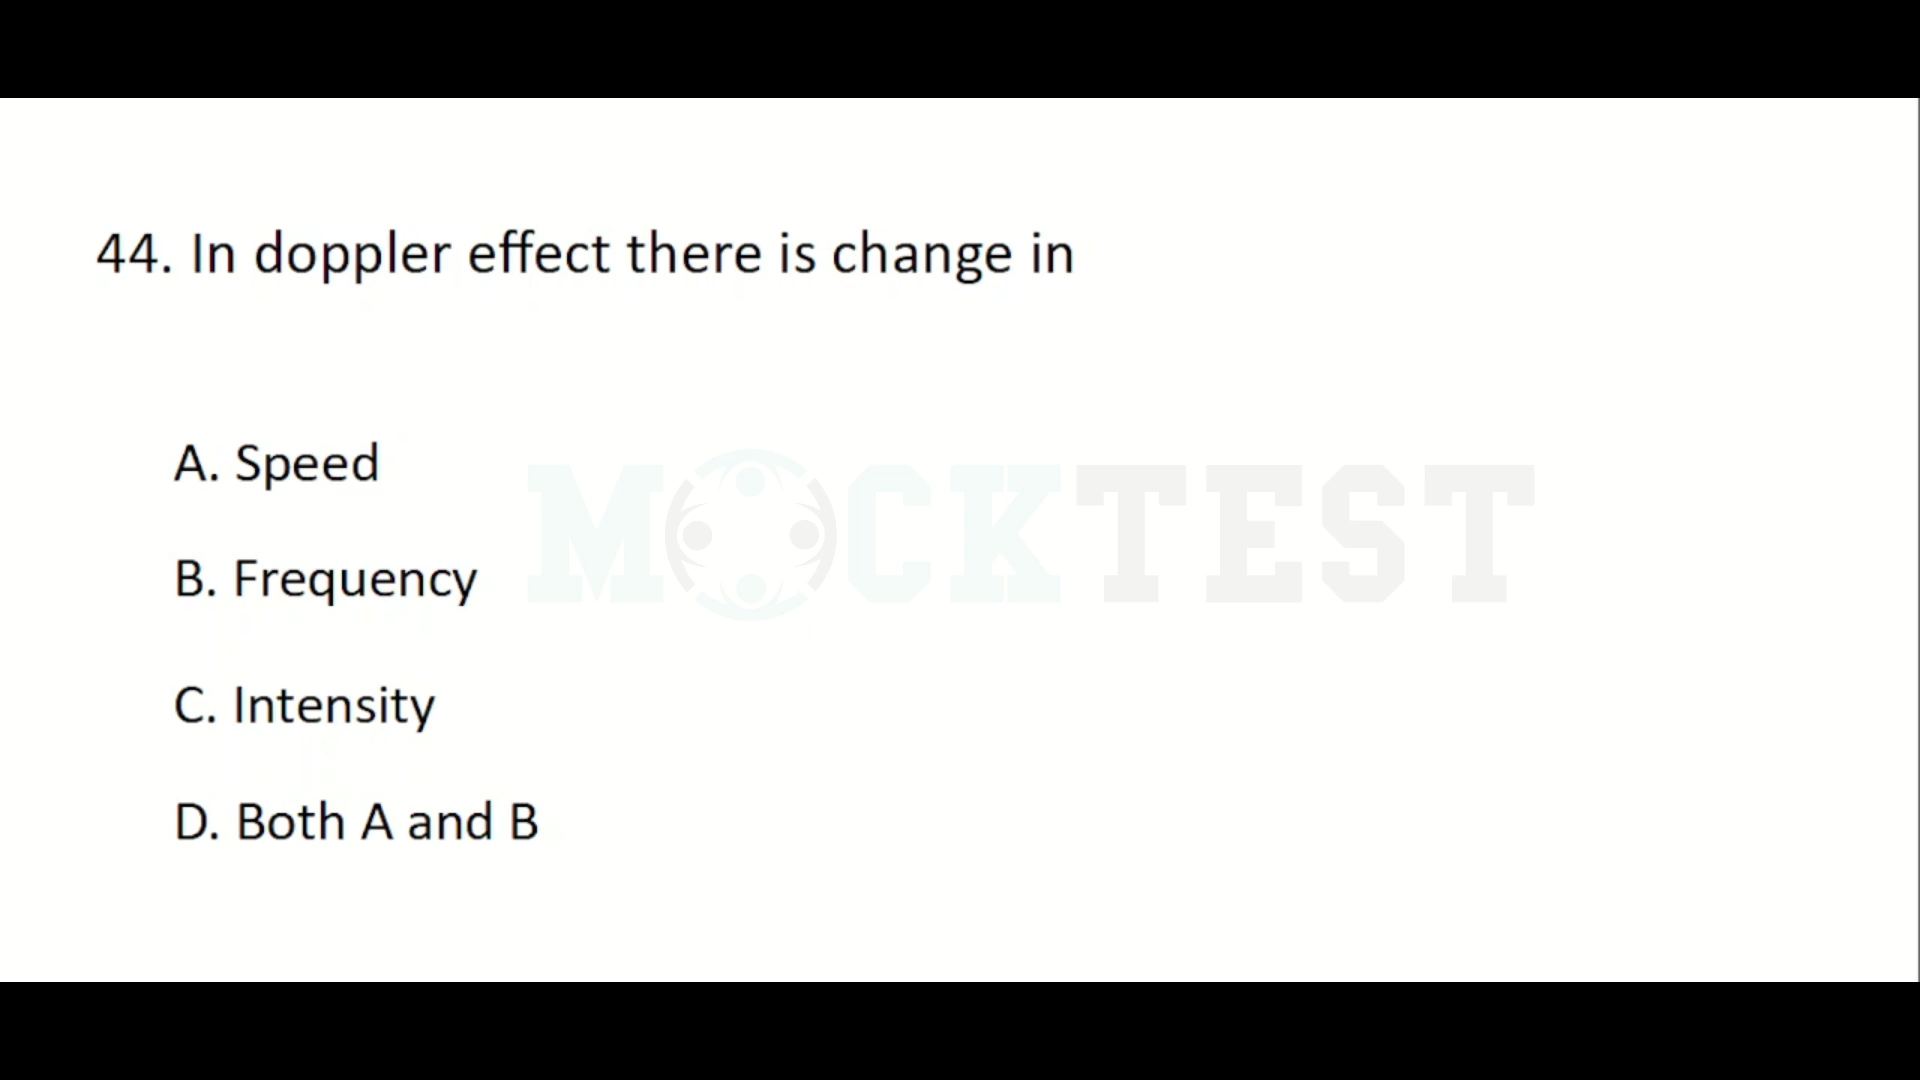 44. In doppler effect there is change in
A. Speed
MOCKTEST
B. Frequency
C. Intensity
D. Both A and B